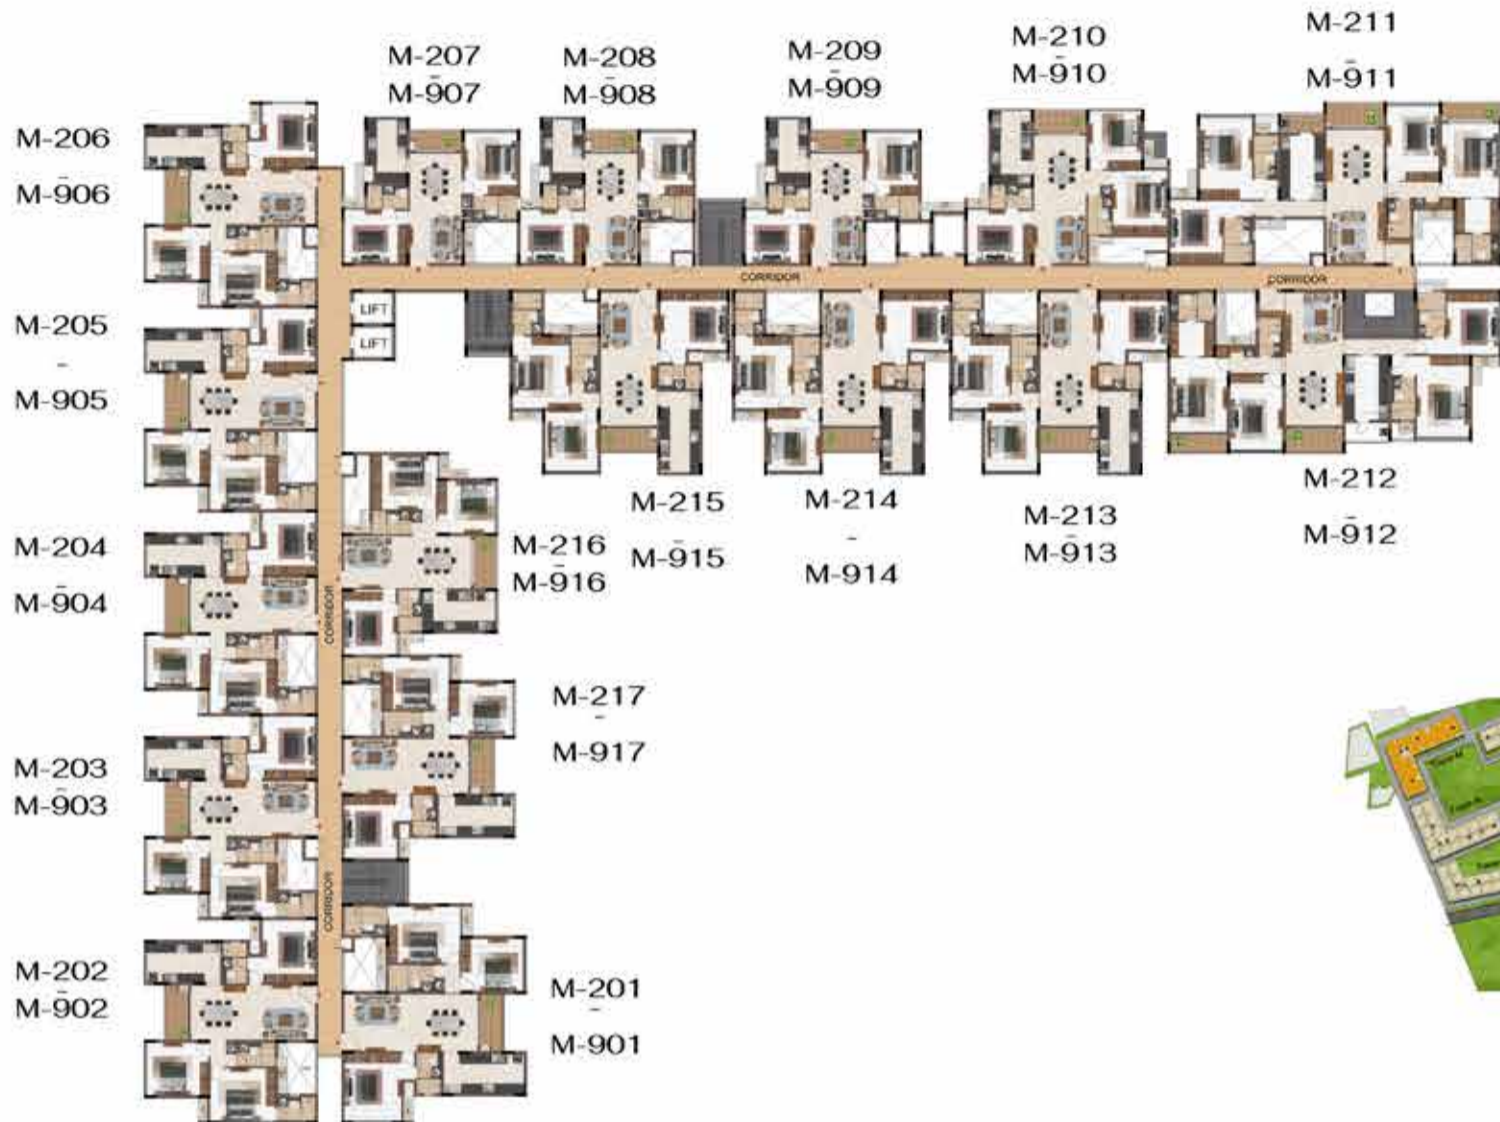 M-207
-
M-907
M-208
-
M-908
M-209
-
M-909
M-210
-
M-910
M-211
-
M-911
M-206
-
M-906
CORRIDOR
CORRIDOR
LIFT
LIFT
M-205
-
M-905
M-204
-
M-904
CORRIDOR
M-216
-
M-916
M-215
-
M-915
M-214
-
M-914
M-213
-
M-913
M-212
-
M-912
M-203
-
M-903
M-217
-
M-917
CORRIDOR
M-202
-
M-902
M-201
-
M-901